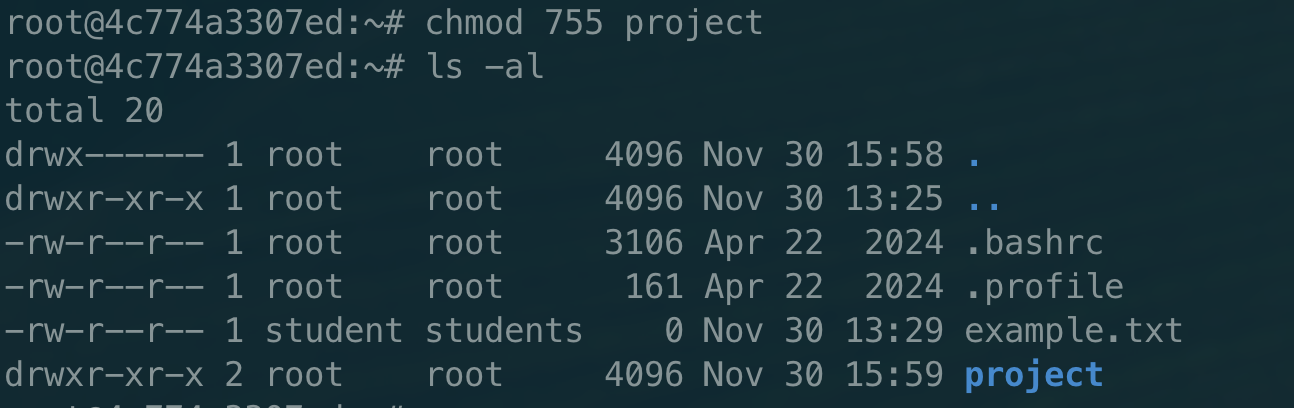 root@4c774a3307ed:~# chmod 755 project
root@4c774a3307ed:~# ls -al
total 20
drwx------ 1 root    root     4096 Nov 30 15:58 .
drwxr-xr-x 1 root    root     4096 Nov 30 13:25 ..
-rw-r--r-- 1 root    root     3106 Apr 22  2024 .bashrc
-rw-r--r-- 1 root    root      161 Apr 22  2024 .profile
-rw-r--r-- 1 student students    0 Nov 30 13:29 example.txt
drwxr-xr-x 2 root    root     4096 Nov 30 15:59 project